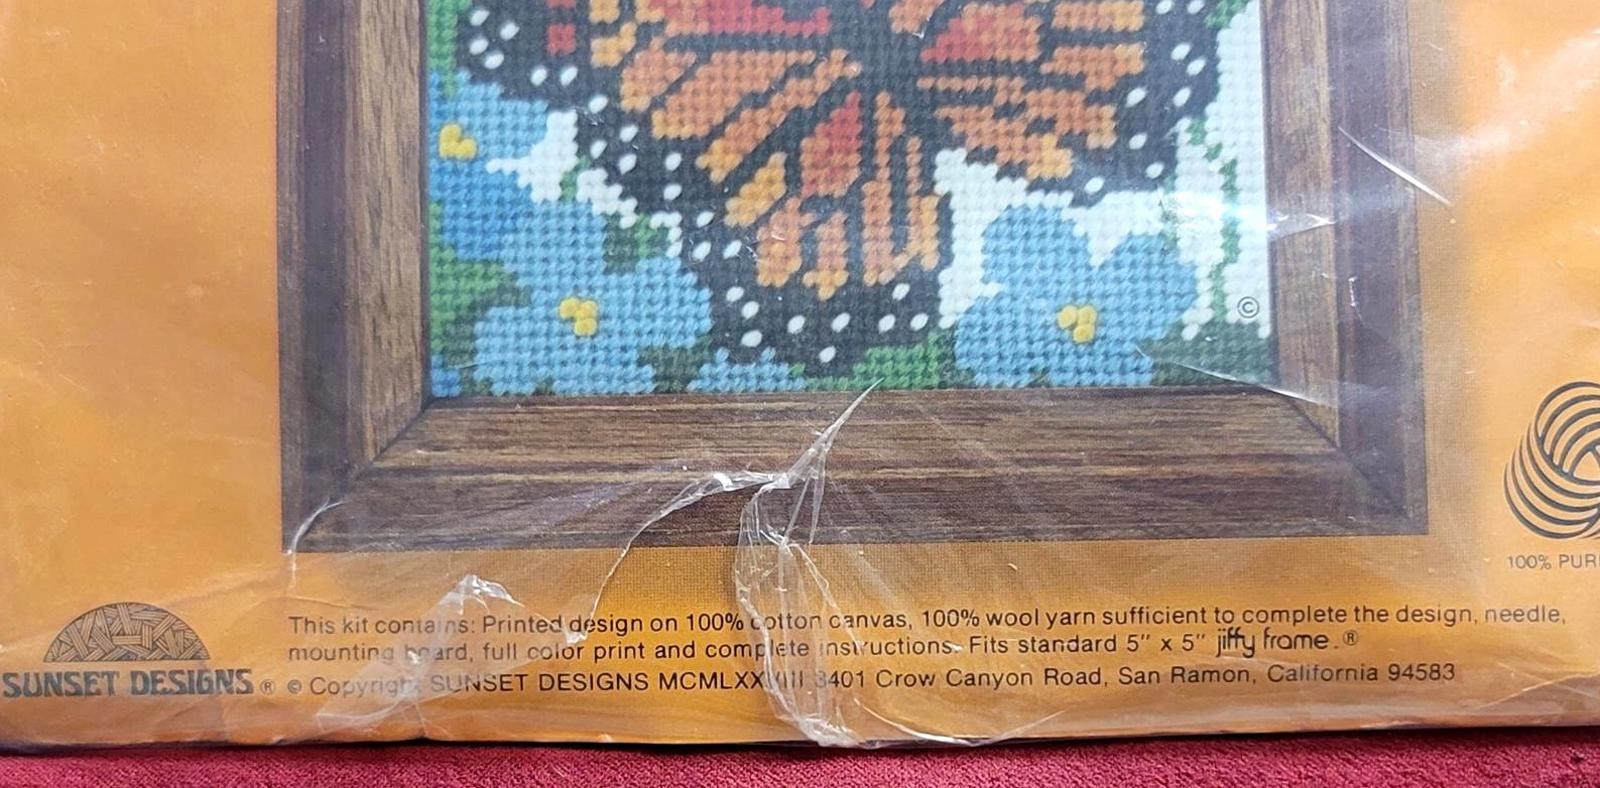 ©
100% PUR
This kit contains: Printed design on 100% cotton canvas, 100% wool yarn sufficient to complete the design, needle,
mounting board, full color print and complete instructions. Fits standard 5" x 5" jiffy frame.®
SUNSET DESIGNS® © Copyright SUNSET DESIGNS 3401 Crow Canyon Road, San Ramon, California 94583